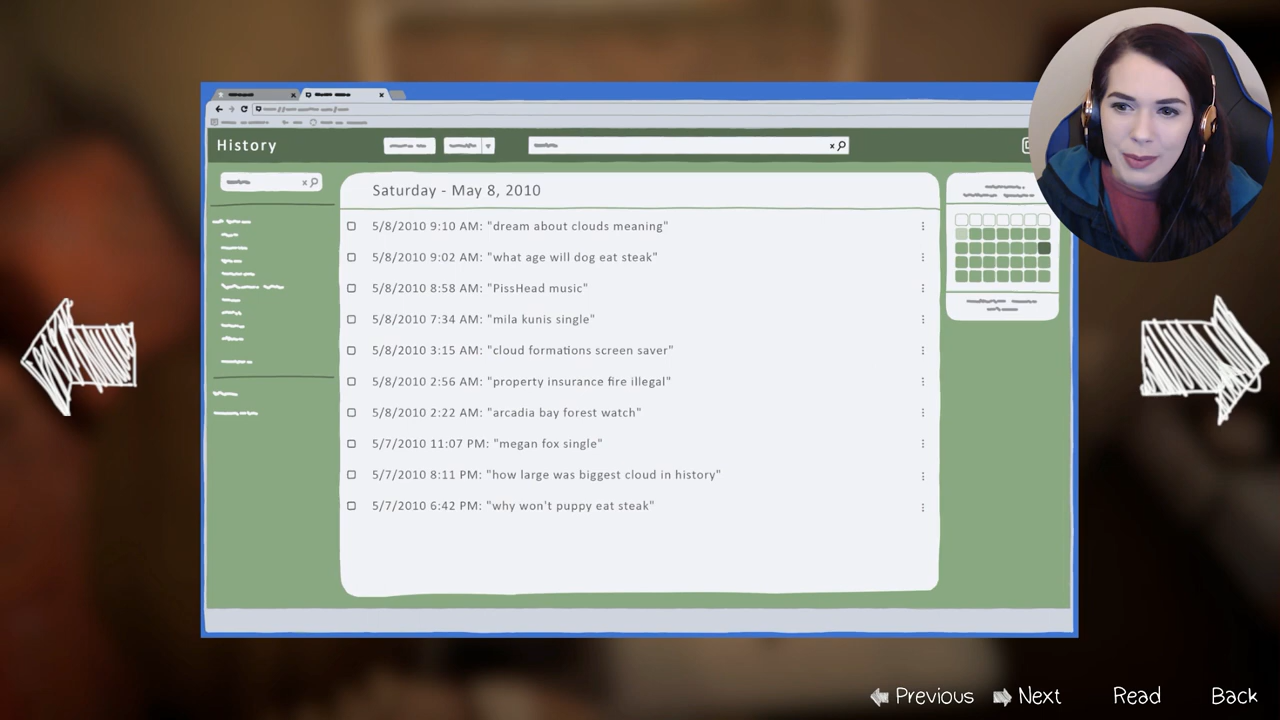 History
Saturday - May 8, 2010
5/8/2010 9:10 AM: "dream about clouds meaning"
5/8/2010 9:02 AM: "what age will dog eat steak"
5/8/2010 8:58 AM: "PissHead music"
5/8/2010 7:34 AM: "mila kunis single"
5/8/2010 3:15 AM: "cloud formations screen saver"
5/8/2010 2:56 AM: "property insurance fire illegal"
5/8/2010 2:22 AM: "arcadia bay forest watch"
5/7/2010 11:07 PM: "megan fox single"
5/7/2010 8:11 PM: "how large was biggest cloud in history"
5/7/2010 6:42 PM: "why won't puppy eat steak"
Previous Next Read Back